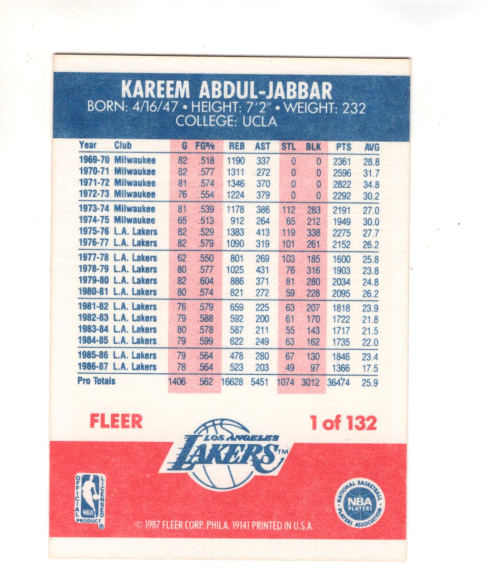 KAREEM ABDUL-JABBAR
BORN: 4/16/47 • HEIGHT: 7'2" • WEIGHT: 232
COLLEGE: UCLA
Year Club G FG% REB AST STL BLK PTS AVG
1969-70 Milwaukee 82 .518 1190 337 0 0 2361 28.8
1970-71 Milwaukee 82 .577 1311 272 0 0 2596 31.7
1971-72 Milwaukee 81 .574 1346 370 0 0 2822 34.8
1972-73 Milwaukee 76 .554 1224 379 0 0 2292 30.2
1973-74 Milwaukee 81 .539 1178 386 112 283 2191 27.0
1974-75 Milwaukee 65 .513 912 264 65 212 1949 30.0
1975-76 L.A. Lakers 82 .529 1383 413 119 338 2275 27.7
1976-77 L.A. Lakers 82 .579 1090 319 101 261 2152 26.2
1977-78 L.A. Lakers 62 .550 801 269 103 185 1600 25.8
1978-79 L.A. Lakers 80 .577 1025 431 76 316 1903 23.8
1979-80 L.A. Lakers 82 .604 886 371 81 280 2034 24.8
1980-81 L.A. Lakers 80 .574 821 272 59 228 2095 26.2
1981-82 L.A. Lakers 76 .579 659 225 63 207 1818 23.9
1982-83 L.A. Lakers 79 .588 592 200 61 170 1722 21.8
1983-84 L.A. Lakers 80 .578 587 211 55 143 1717 21.5
1984-85 L.A. Lakers 79 .599 622 249 63 162 1735 22.0
1985-86 L.A. Lakers 79 .564 478 280 67 130 1846 23.4
1986-87 L.A. Lakers 78 .564 523 203 49 97 1366 17.5
Pro Totals 1406 .562 16628 5451 1074 3012 36474 25.9
FLEER
1 of 132
LOS ANGELES
LAKERS™
OFFICIAL LICENSED
NBA
PRODUCT
NATIONAL BASKETBALL
NBA
PLAYERS
PLAYERS ASSOCIATION
© 1987 FLEER CORP. PHILA. 19141 PRINTED IN U.S.A.